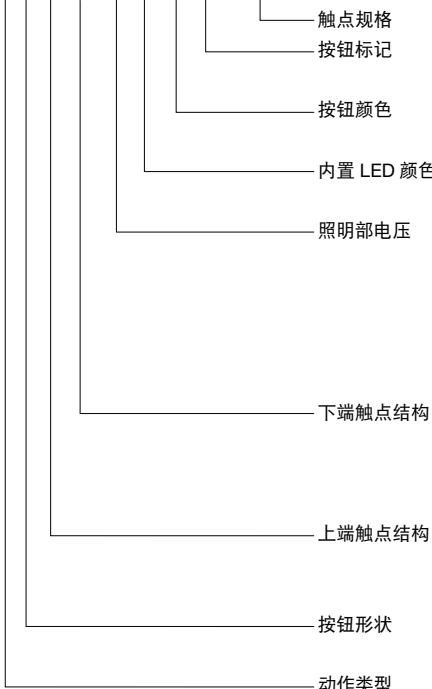 触点规格
按钮标记
按钮颜色
内置 LED 颜色
照明部电压
下端触点结构
上端触点结构
按钮形状
动作类型